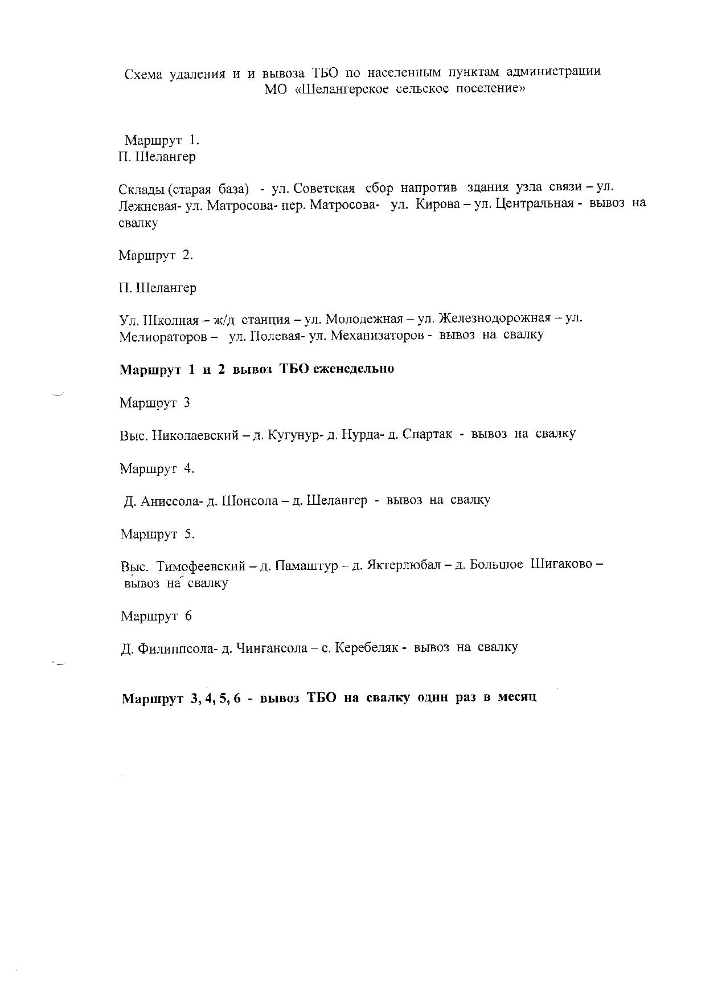 Схема удаления и и вывоза ТБО по населенным пунктам администрации
МО «Шелангерское сельское поселение»
Маршрут 1.
П. Шелангер
Склады (старая база) - ул. Советская сбор напротив здания узла связи – ул.
Лежневая- ул. Матросова- пер. Матросова- ул. Кирова – ул. Центральная - вывоз на
свалку
Маршрут 2.
П. Шелангер
Ул. Школная – ж/д станция – ул. Молодежная – ул. Железнодорожная – ул.
Мелиораторов – ул. Полевая- ул. Механизаторов - вывоз на свалку
Маршрут 1 и 2 вывоз ТБО еженедельно
Маршрут 3
Выс. Николаевский – д. Кугунур- д. Нурда- д. Спартак - вывоз на свалку
Маршрут 4.
Д. Аниссола- д. Шонсола – д. Шелангер - вывоз на свалку
Маршрут 5.
Выс. Тимофеевский – д. Памаштур – д. Яктерлюбал – д. Большое Шигаково –
вывоз на свалку
Маршрут 6
Д. Филиппсола- д. Чингансола – с. Керебеляк - вывоз на свалку
Маршрут 3, 4, 5, 6 - вывоз ТБО на свалку один раз в месяц